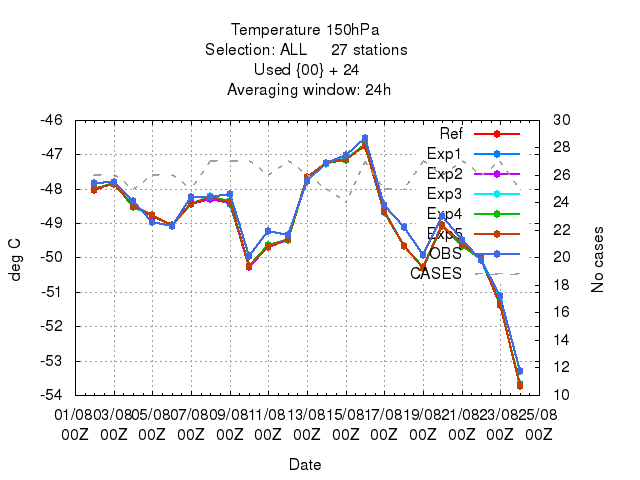 Temperature 150hPa
Selection: ALL 27 stations
Used {00} + 24
Averaging window: 24h
-46 30
-47 28
-48 26
-49 24
-50 22
-51 20
-52 18
-53 16
-54 14
12
10
deg C
No cases
Ref
Exp1
Exp2
Exp3
Exp4
Exp5
OBS
CASES
01/08 03/08 05/08 07/08 09/08 11/08 13/08 15/08 17/08 19/08 21/08 23/08 25/08
00Z 00Z 00Z 00Z 00Z 00Z 00Z 00Z 00Z 00Z 00Z 00Z 00Z
Date